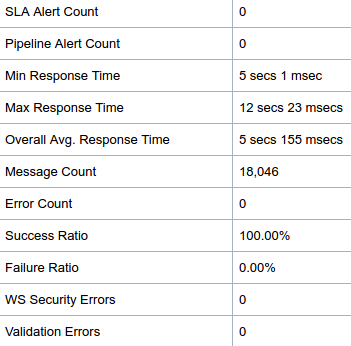 SLA Alert Count 0
Pipeline Alert Count 0
Min Response Time 5 secs 1 msec
Max Response Time 12 secs 23 msecs
Overall Avg. Response Time 5 secs 155 msecs
Message Count 18,046
Error Count 0
Success Ratio 100.00%
Failure Ratio 0.00%
WS Security Errors 0
Validation Errors 0